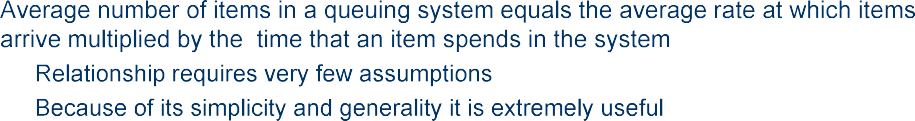 Average number of items in a queuing system equals the average rate at which items
arrive multiplied by the  time that an item spends in the system
Relationship requires very few assumptions
Because of its simplicity and generality it is extremely useful